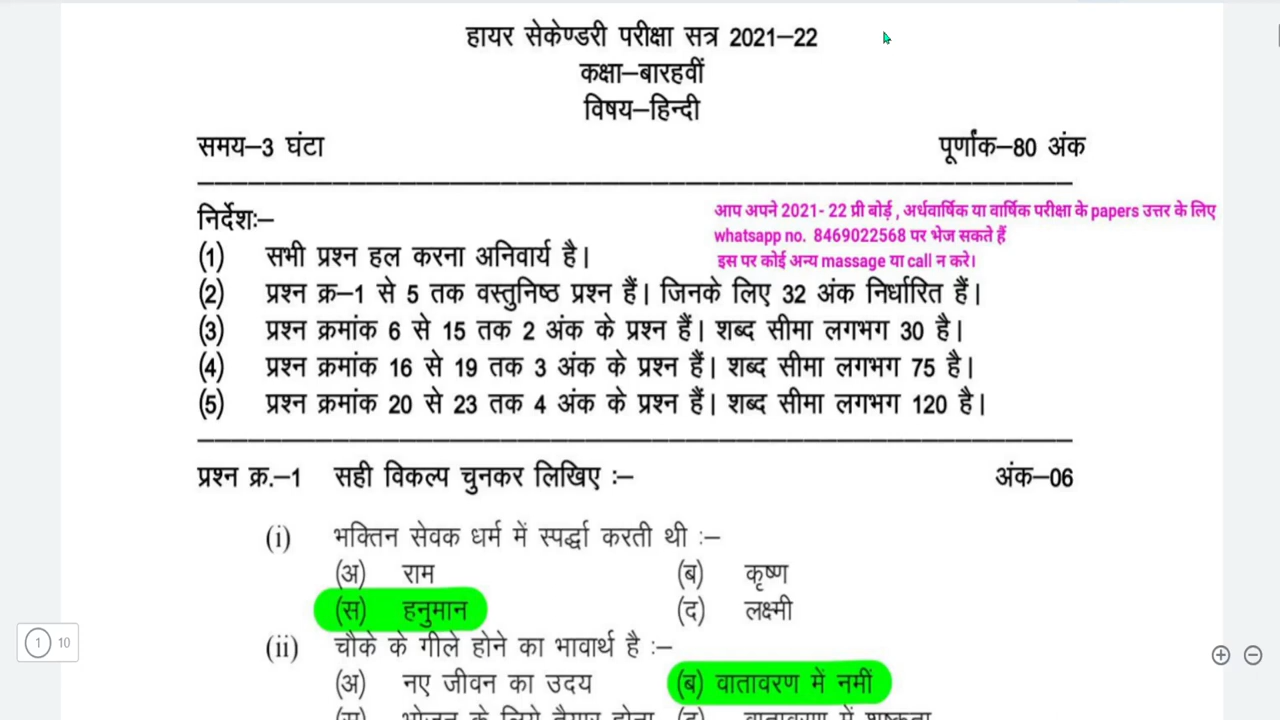 हायर सेकेण्डरी परीक्षा सत्र 2021–22
कक्षा–बारहवीं
विषय–हिन्दी
समय–3 घंटा पूर्णांक–80 अंक
निर्देशः–
आप अपने 2021- 22 प्री बोर्ड , अर्धवार्षिक या वार्षिक परीक्षा के papers उत्तर के लिए
whatsapp no. 8469022568 पर भेज सकते हैं
इस पर कोई अन्य massage या call न करे।
(1) सभी प्रश्न हल करना अनिवार्य है।
(2) प्रश्न क्र–1 से 5 तक वस्तुनिष्ठ प्रश्न हैं। जिनके लिए 32 अंक निर्धारित हैं।
(3) प्रश्न क्रमांक 6 से 15 तक 2 अंक के प्रश्न हैं। शब्द सीमा लगभग 30 है।
(4) प्रश्न क्रमांक 16 से 19 तक 3 अंक के प्रश्न हैं। शब्द सीमा लगभग 75 है।
(5) प्रश्न क्रमांक 20 से 23 तक 4 अंक के प्रश्न हैं। शब्द सीमा लगभग 120 है।
प्रश्न क्र.–1 सही विकल्प चुनकर लिखिए :– अंक–06
(i) भक्तिन सेवक धर्म में स्पर्द्धा करती थी :–
(अ) राम (ब) कृष्ण
(स) हनुमान (द) लक्ष्मी
(ii) चौके के गीले होने का भावार्थ है :–
(अ) नए जीवन का उदय (ब) वातावरण में नमीं
1 10